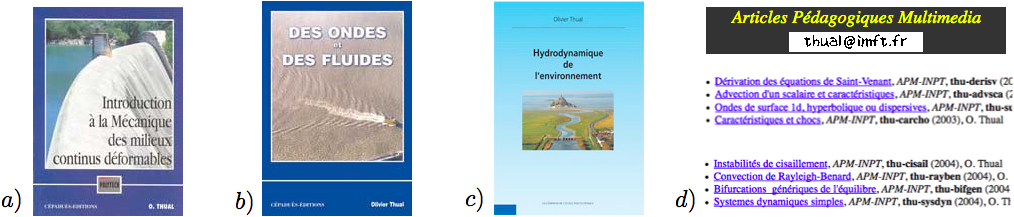 a)
Introduction
à la Mécanique
des milieux
continus déformables
POLYTECH
CÉPADUÈS-ÉDITIONS O. THUAL
b)
DES ONDES
et
DES FLUIDES
CÉPADUÈS-ÉDITIONS Olivier Thual
c)
Olivier Thual
Hydrodynamique
de
l'environnement
d)
Articles Pédagogiques Multimedia
thual@imft.fr
• Dérivation des équations de Saint-Venant, APM-INPT, thu-derisv (20
• Advection d'un scalaire et caractéristiques, APM-INPT, thu-advsca (2
• Ondes de surface 1d, hyperbolique ou dispersives, APM-INPT, thu-su
• Caractéristiques et chocs, APM-INPT, thu-carcho (2003), O. Thual
• Instabilités de cisaillement, APM-INPT, thu-cisail (2004), O. Thual
• Convection de Rayleigh-Benard, APM-INPT, thu-rayben (2004), O.
• Bifurcations génériques de l'équilibre, APM-INPT, thu-bifgen (2004
• Systemes dynamiques simples, APM-INPT, thu-sysdyn (2004), O. Th